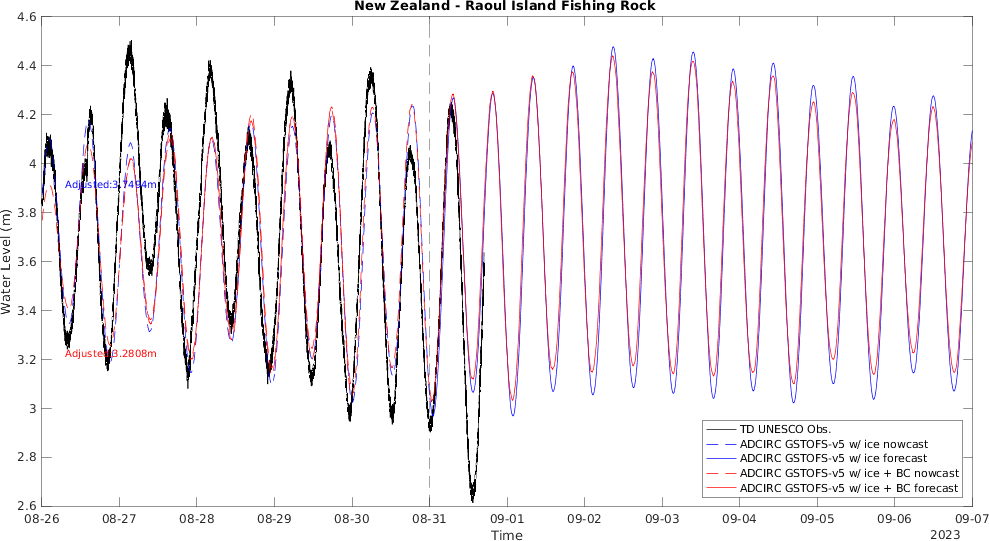 New Zealand - Raoul Island Fishing Rock
4.6
4.4
4.2
4
3.8
3.6
3.4
3.2
3
2.8
2.6
Water Level (m)
Adjusted:3.7494m
Adjusted:3.2808m
TD UNESCO Obs.
ADCIRC GSTOFS-v5 w/ ice nowcast
ADCIRC GSTOFS-v5 w/ ice forecast
ADCIRC GSTOFS-v5 w/ ice + BC nowcast
ADCIRC GSTOFS-v5 w/ ice + BC forecast
08-26 08-27 08-28 08-29 08-30 08-31 09-01 09-02 09-03 09-04 09-05 09-06 09-07
Time
2023